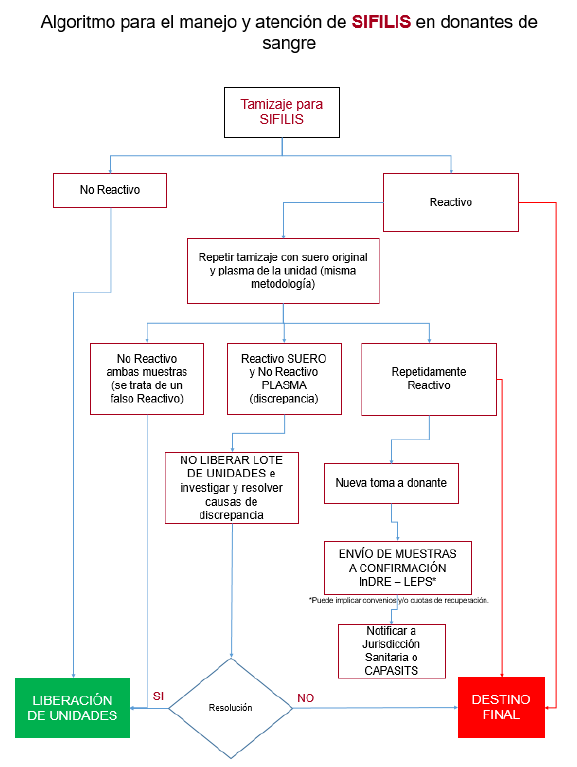 Algoritmo para el manejo y atención de SIFILIS en donantes de
sangre
Tamizaje para
SIFILIS
No Reactivo
Reactivo
Repetir tamizaje con suero original
y plasma de la unidad (misma
metodología)
No Reactivo
ambas muestras
(se trata de un
falso Reactivo)
Reactivo SUERO
y No Reactivo
PLASMA
(discrepancia)
Repetidamente
Reactivo
NO LIBERAR LOTE
DE UNIDADES e
investigar y resolver
causas de
discrepancia
Nueva toma a donante
ENVÍO DE MUESTRAS
A CONFIRMACIÓN
InDRE – LEPS*
*Puede implicar convenios y/o cuotas de recuperación.
Notificar a
Jurisdicción
Sanitaria o
CAPASITS
LIBERACIÓN
DE UNIDADES
SI
Resolución
NO
DESTINO
FINAL